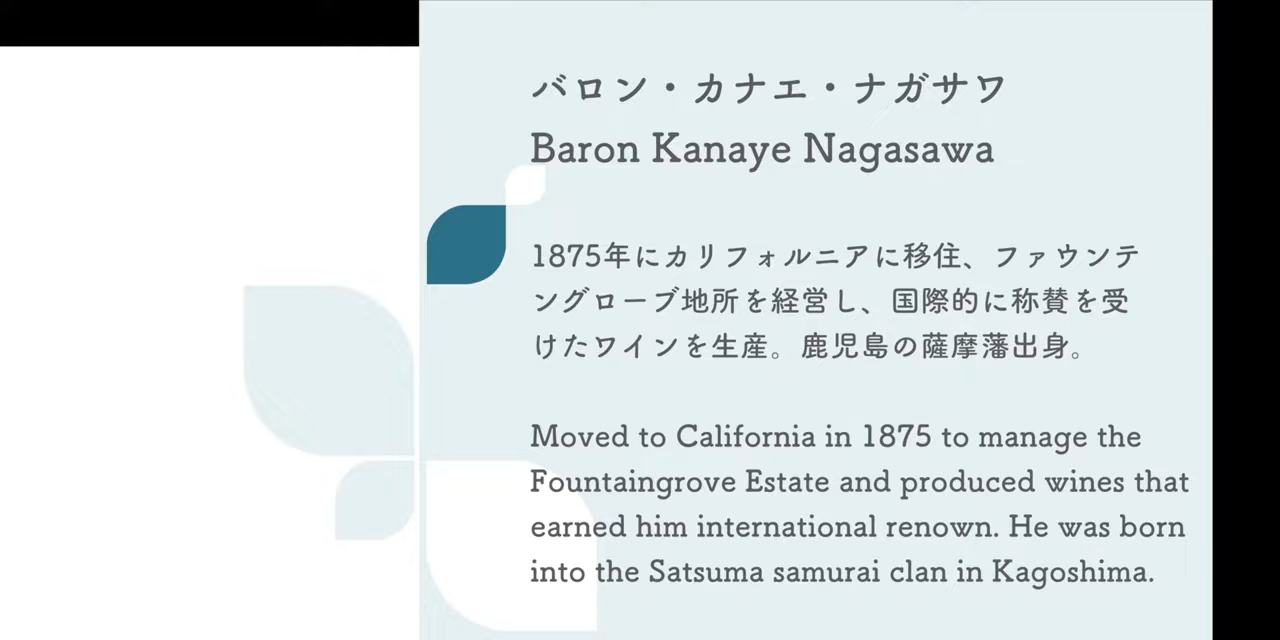 バロン・カナエ・ナガサワ
Baron Kanaye Nagasawa
1875年にカリフォルニアに移住、ファウンテ
ングローブ地所を経営し、国際的に称賛を受
けたワインを生産。鹿児島の薩摩藩出身。
Moved to California in 1875 to manage the
Fountaingrove Estate and produced wines that
earned him international renown. He was born
into the Satsuma samurai clan in Kagoshima.